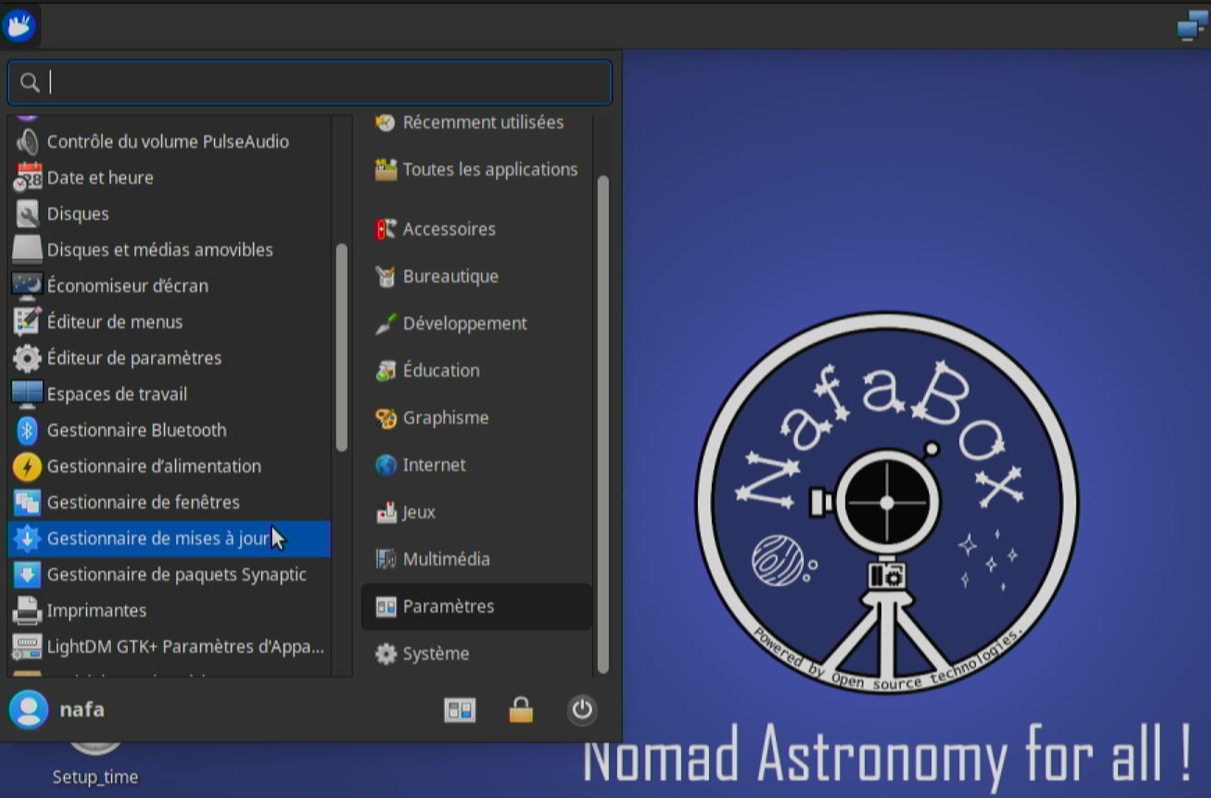 Contrôle du volume PulseAudio
Date et heure
Disques
Disques et médias amovibles
Économiseur d'écran
Éditeur de menus
Éditeur de paramètres
Espaces de travail
Gestionnaire Bluetooth
Gestionnaire d'alimentation
Gestionnaire de fenêtres
Gestionnaire de mises à jour
Gestionnaire de paquets Synaptic
Imprimantes
LightDM GTK+ Paramètres d'Appa...
Récemment utilisées
Toutes les applications
Accessoires
Bureautique
Développement
Éducation
Graphisme
Internet
Jeux
Multimédia
Paramètres
Système
nafa
Setup_time
NafaBox
Powered by Open source technologies.
Nomad Astronomy for all !